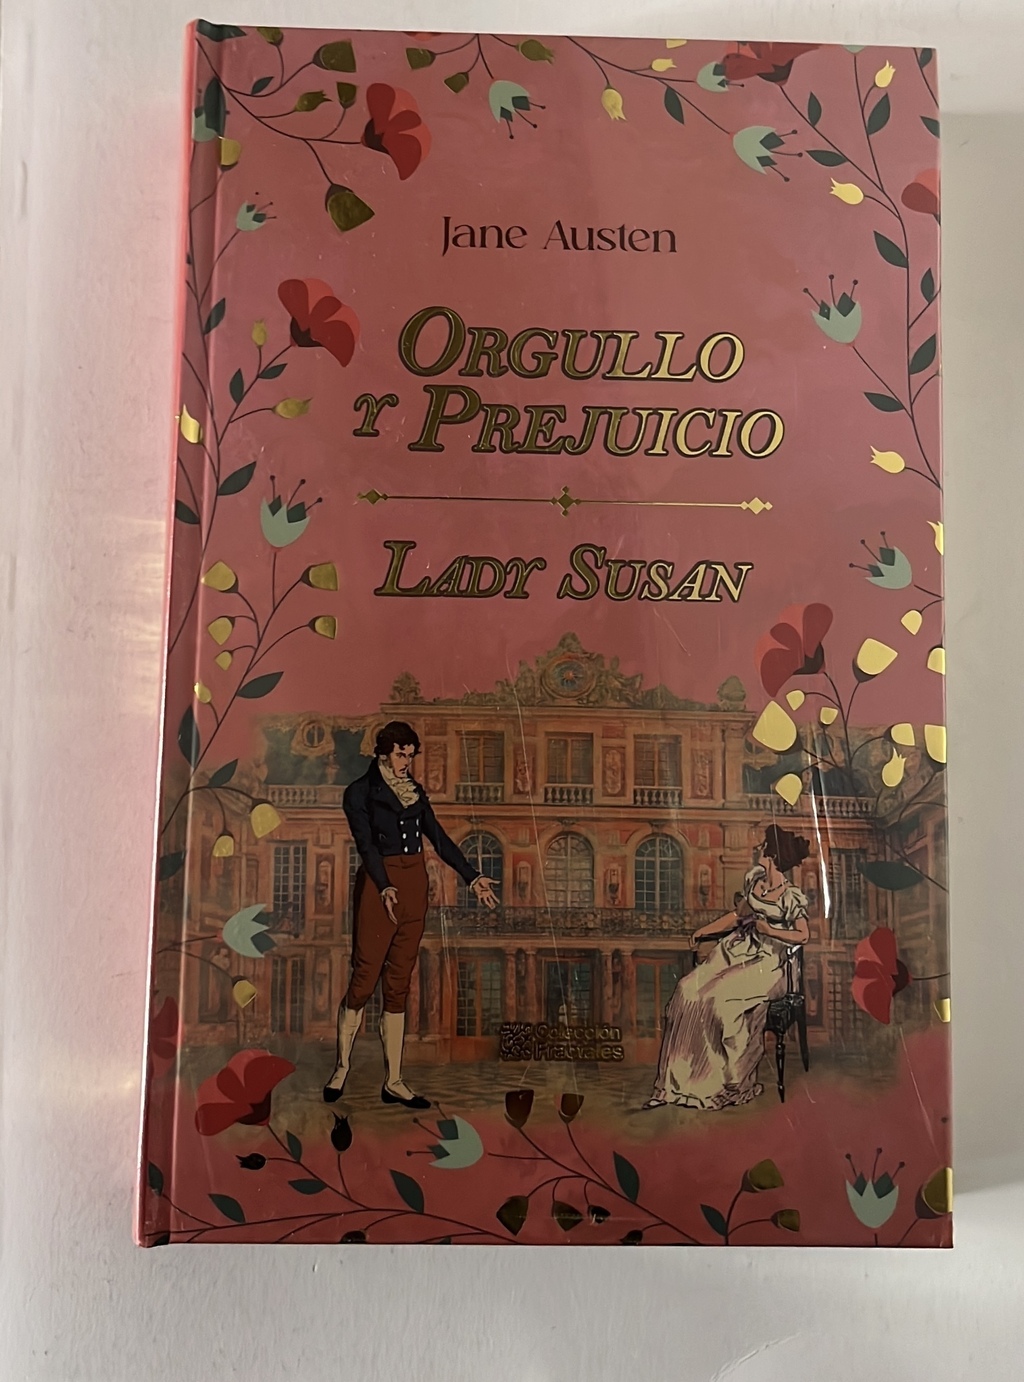 Jane Austen
ORGULLO
Y PREJUICIO
LADY SUSAN
Colección
Fractales